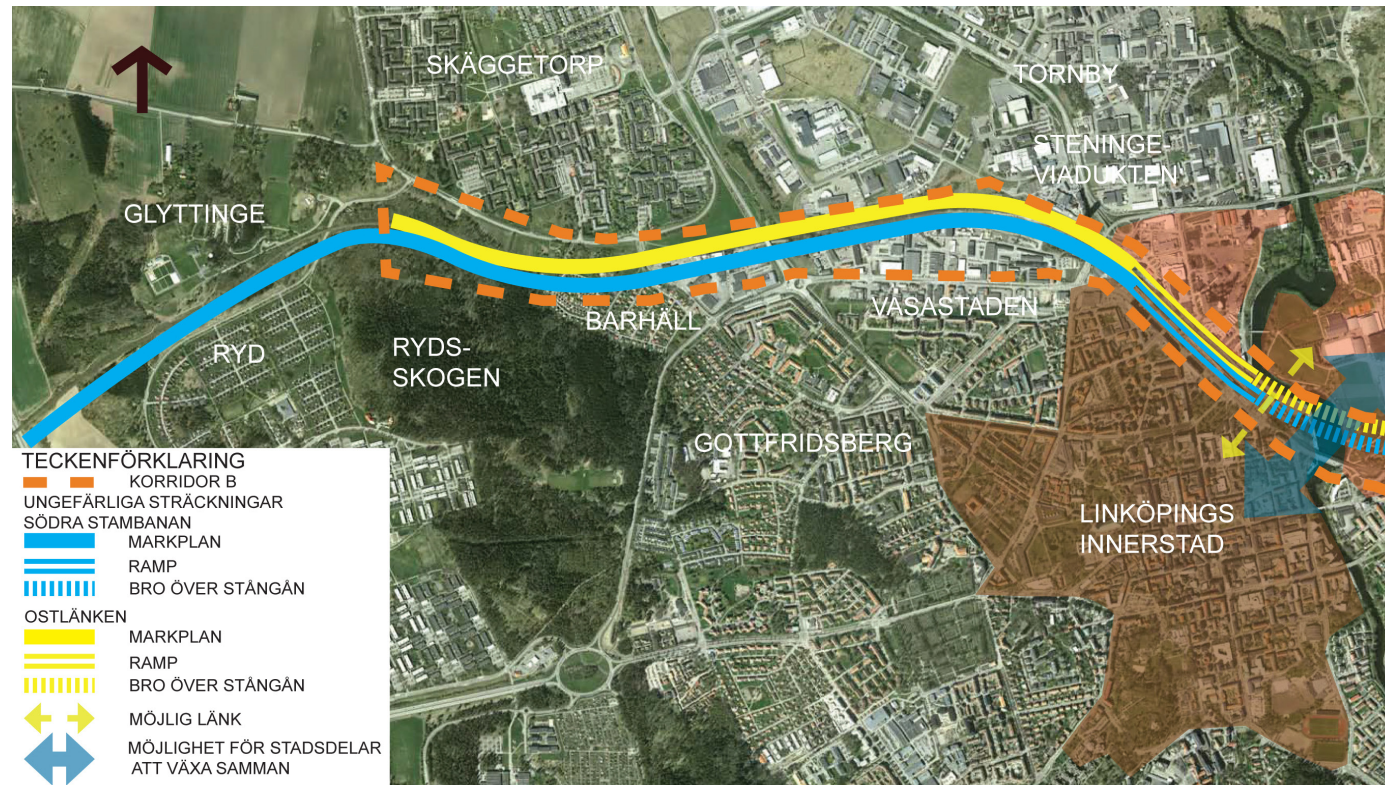 SKÄGGETORP
TORNBY
STENINGE-
VIADUKTEN
GLYTTINGE
BARHÄLL
VASASTADEN
RYD
RYDS-
SKOGEN
GOTTFRIDSBERG
LINKÖPINGS
INNERSTAD
TECKENFÖRKLARING
KORRIDOR B
UNGEFÄRLIGA STRÄCKNINGAR
SÖDRA STAMBANAN
MARKPLAN
RAMP
BRO ÖVER STÅNGÅN
OSTLÄNKEN
MARKPLAN
RAMP
BRO ÖVER STÅNGÅN
MÖJLIG LÄNK
MÖJLIGHET FÖR STADSDELAR
ATT VÄXA SAMMAN